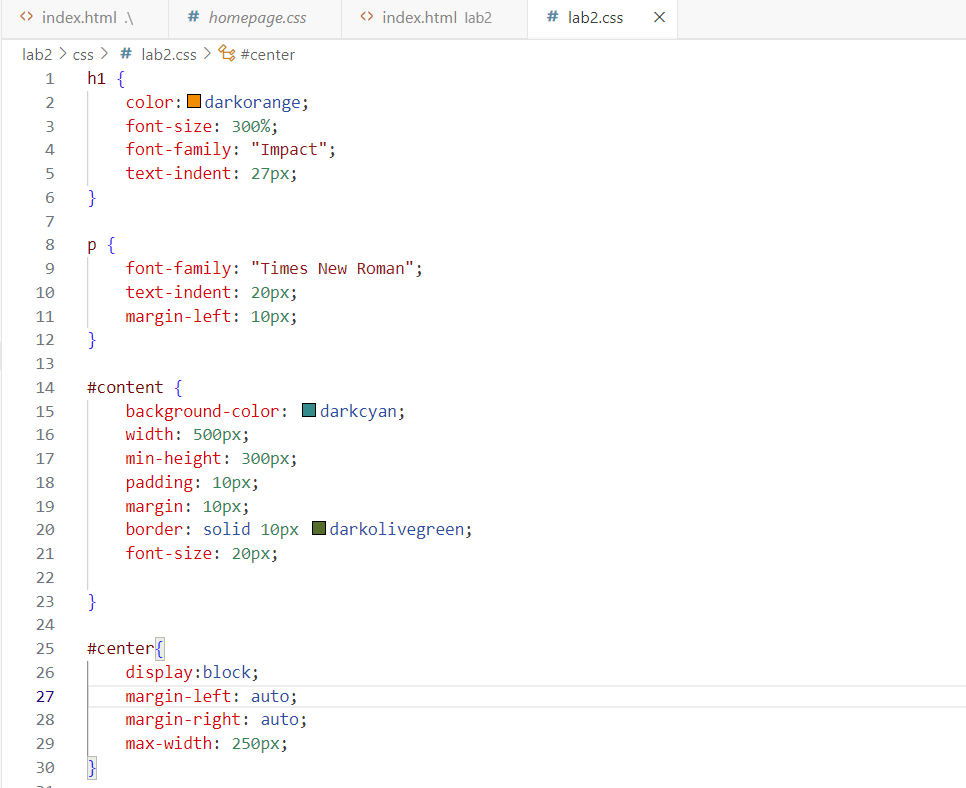 <> index.html .\ # homepage.css <> index.html lab2 # lab2.css ×
lab2 > css > # lab2.css > #center
1 h1 {
2     color: darkorange;
3     font-size: 300%;
4     font-family: "Impact";
5     text-indent: 27px;
6 }
7
8 p {
9     font-family: "Times New Roman";
10     text-indent: 20px;
11     margin-left: 10px;
12 }
13
14 #content {
15     background-color: darkcyan;
16     width: 500px;
17     min-height: 300px;
18     padding: 10px;
19     margin: 10px;
20     border: solid 10px darkolivegreen;
21     font-size: 20px;
22
23 }
24
25 #center{
26     display:block;
27     margin-left: auto;
28     margin-right: auto;
29     max-width: 250px;
30 }